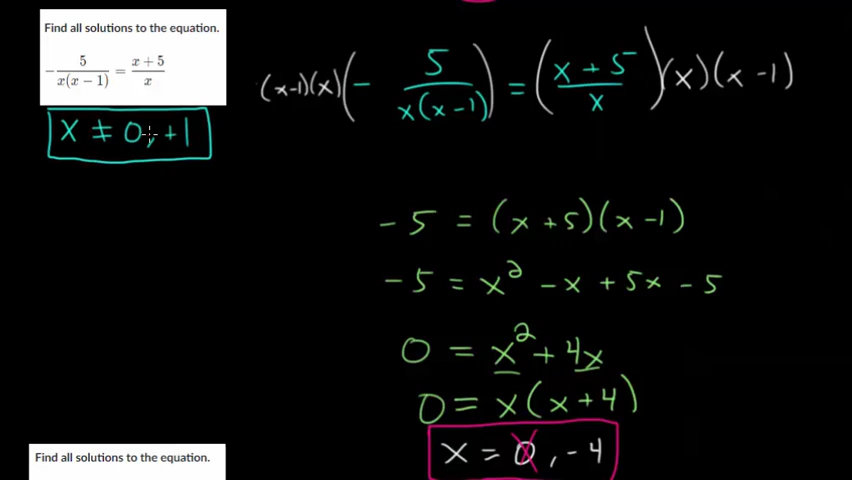 Find all solutions to the equation.
- 5 / x(x − 1) = x + 5 / x
x ≠ 0, +1
(x-1)(x)(- 5 / x(x-1)) = (x + 5 / x)(x)(x-1)
-5 = (x+5)(x-1)
-5 = x² - x + 5x - 5
0 = x² + 4x
0 = x(x+4)
x = 0, -4
Find all solutions to the equation.